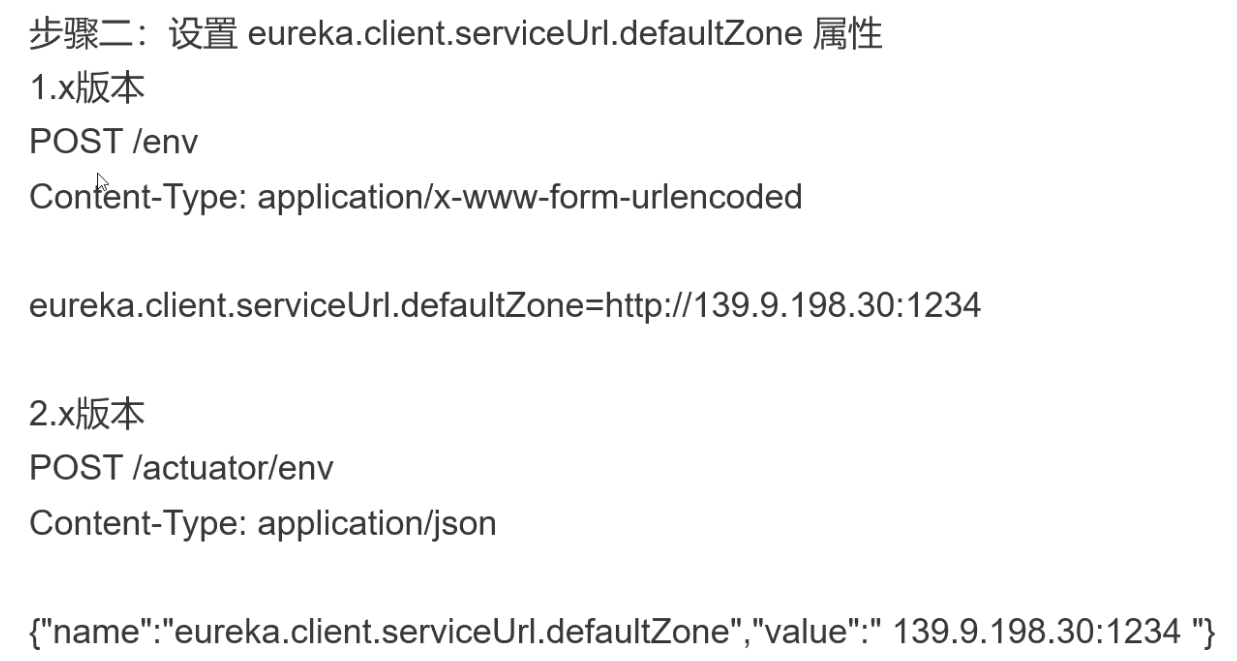 步骤二：设置 eureka.client.serviceUrl.defaultZone 属性
1.x版本
POST /env
Content-Type: application/x-www-form-urlencoded
eureka.client.serviceUrl.defaultZone=http://139.9.198.30:1234
2.x版本
POST /actuator/env
Content-Type: application/json
{"name":"eureka.client.serviceUrl.defaultZone","value":" 139.9.198.30:1234 "}